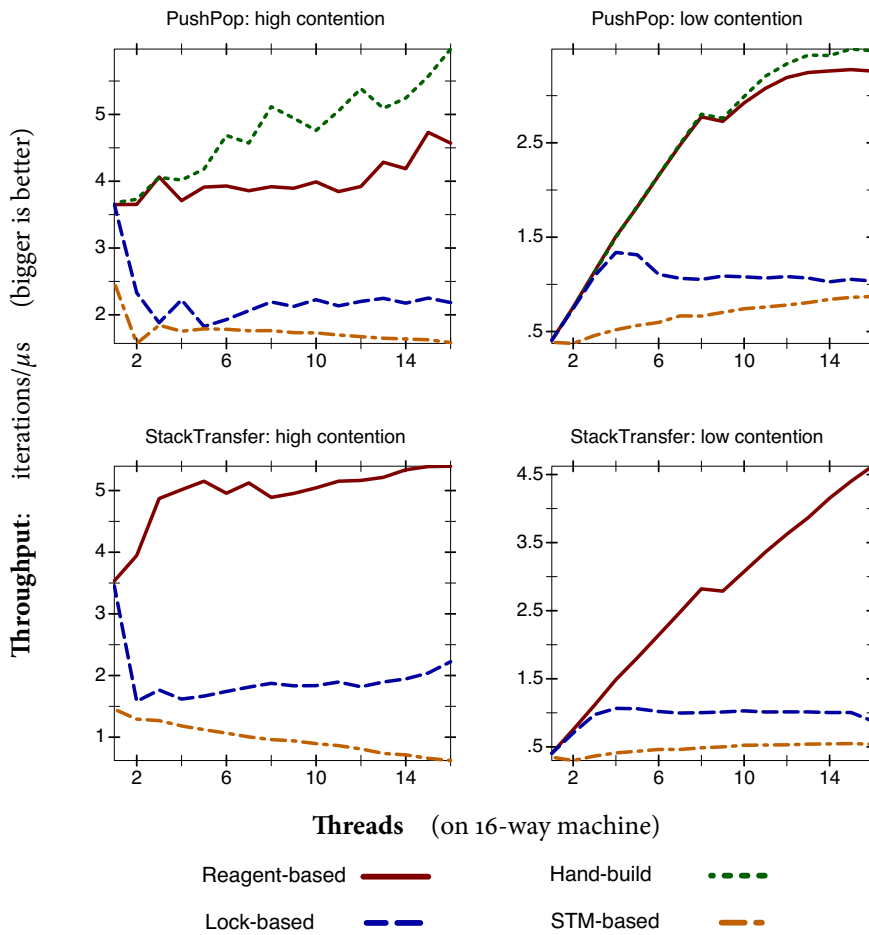 PushPop: high contention
PushPop: low contention
5
4
3
2
2 6 10 14
2.5
1.5
.5
2 6 10 14
StackTransfer: high contention
StackTransfer: low contention
5
4
3
2
1
2 6 10 14
4.5
3.5
2.5
1.5
.5
2 6 10 14
Throughput: iterations/μs (bigger is better)
Threads (on 16-way machine)
Reagent-based
Hand-build
Lock-based
STM-based